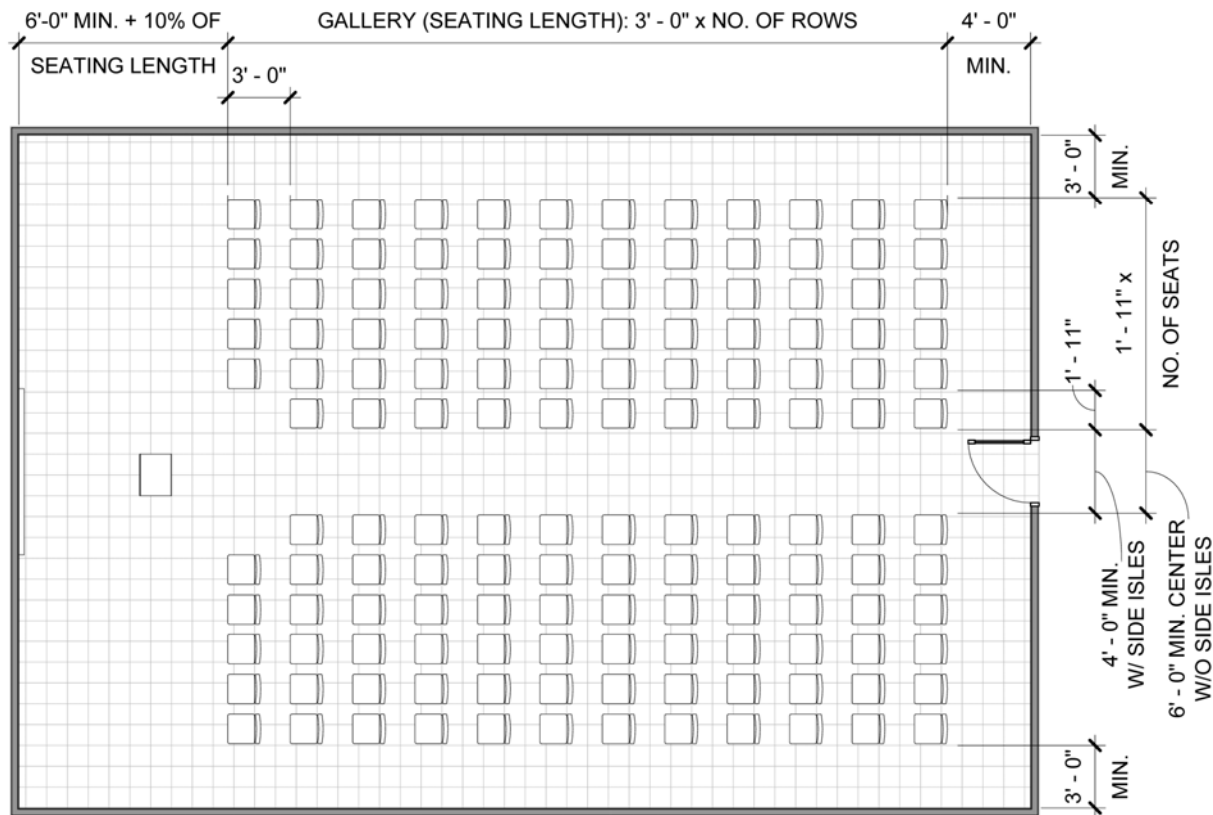 6'-0" MIN. + 10% OF
SEATING LENGTH
GALLERY (SEATING LENGTH): 3' - 0" x NO. OF ROWS
4' - 0"
MIN.
3' - 0"
3' - 0"
MIN.
1' - 11"
1' - 11" x
NO. OF SEATS
4' - 0" MIN.
W/ SIDE ISLES
6' - 0" MIN. CENTER
W/O SIDE ISLES
3' - 0"
MIN.